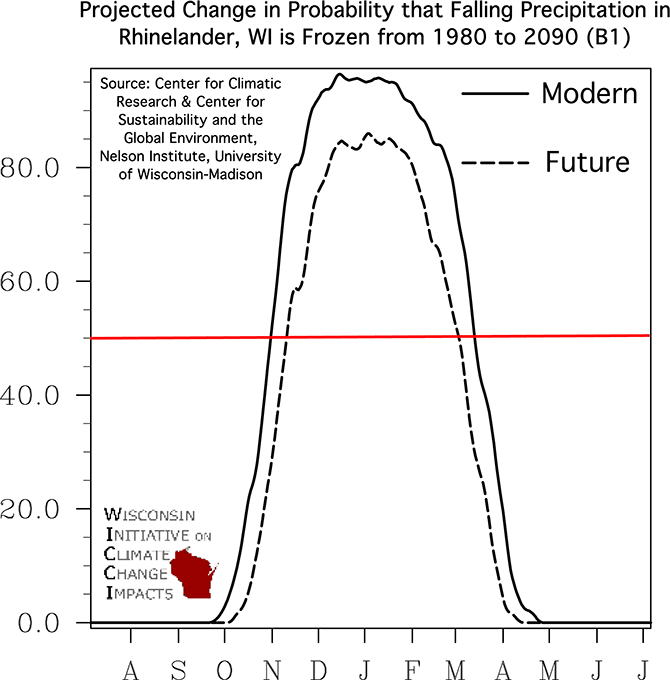 Projected Change in Probability that Falling Precipitation in
Rhinelander, WI is Frozen from 1980 to 2090 (B1)
Source: Center for Climatic
Research & Center for
Sustainability and the
Global Environment,
Nelson Institute, University
of Wisconsin-Madison
Modern
Future
80.0
60.0
40.0
20.0
0.0
WISCONSIN
INITIATIVE ON
CLIMATE
CHANGE
IMPACTS
A S O N D J F M A M J J